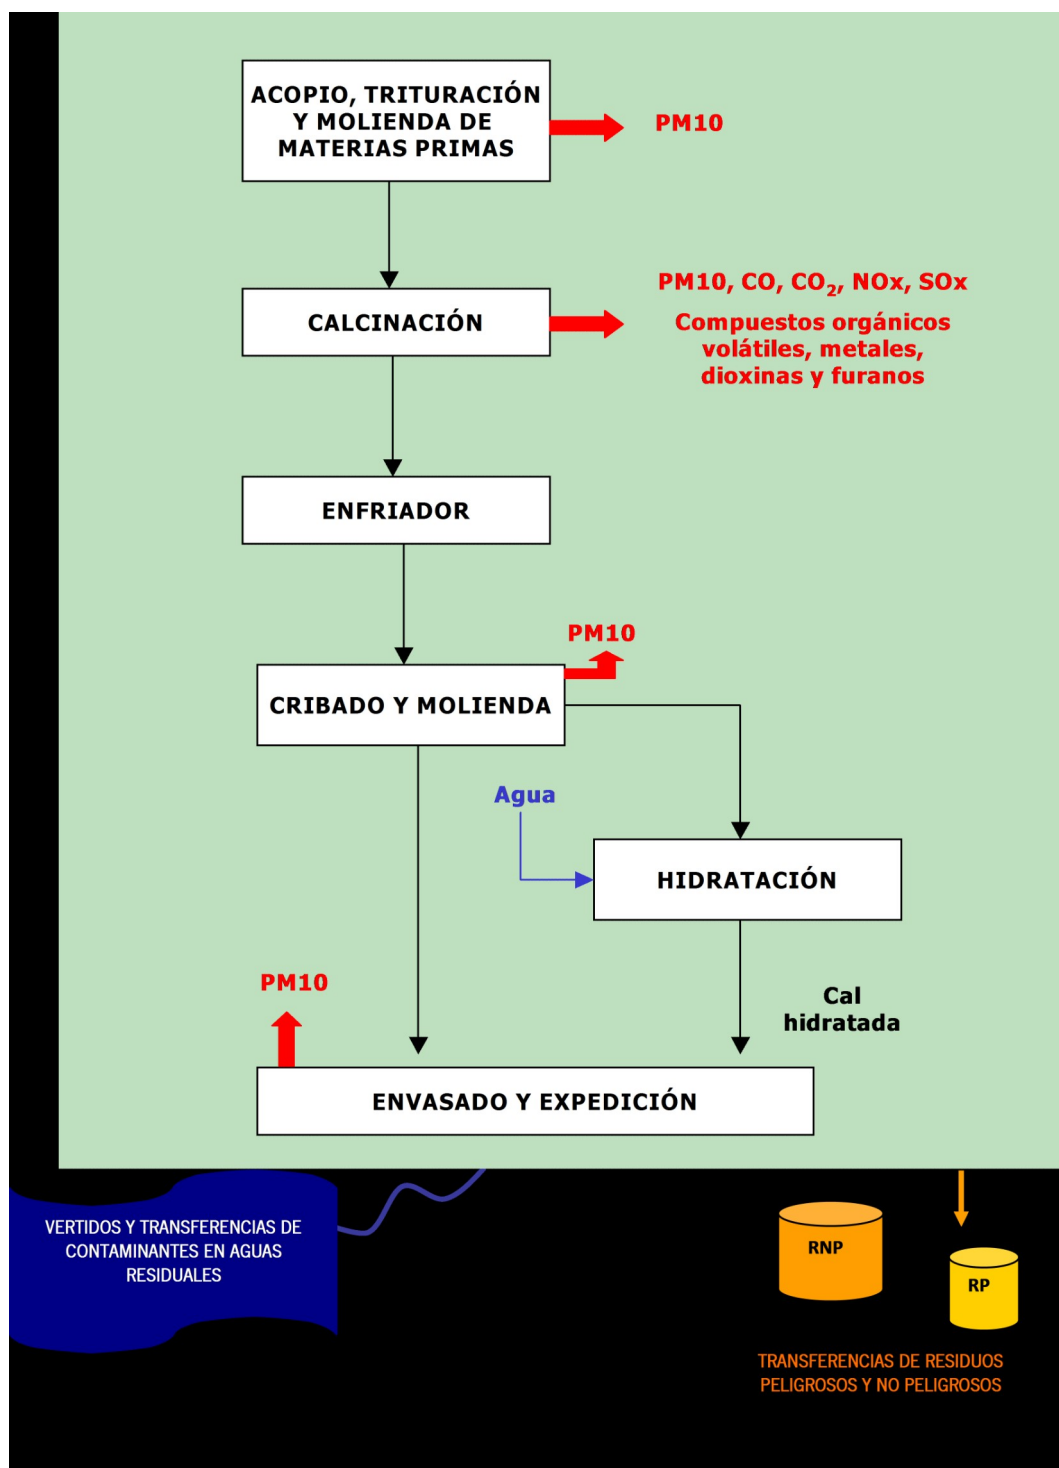 ACOPIO, TRITURACIÓN
Y MOLIENDA DE
MATERIAS PRIMAS
PM10
PM10, CO, CO₂, NOx, SOx
Compuestos orgánicos
volátiles, metales,
dioxinas y furanos
CALCINACIÓN
ENFRIADOR
PM10
CRIBADO Y MOLIENDA
Agua
HIDRATACIÓN
PM10
Cal
hidratada
ENVASADO Y EXPEDICIÓN
VERTIDOS Y TRANSFERENCIAS DE
CONTAMINANTES EN AGUAS
RESIDUALES
RNP
RP
TRANSFERENCIAS DE RESIDUOS
PELIGROSOS Y NO PELIGROSOS